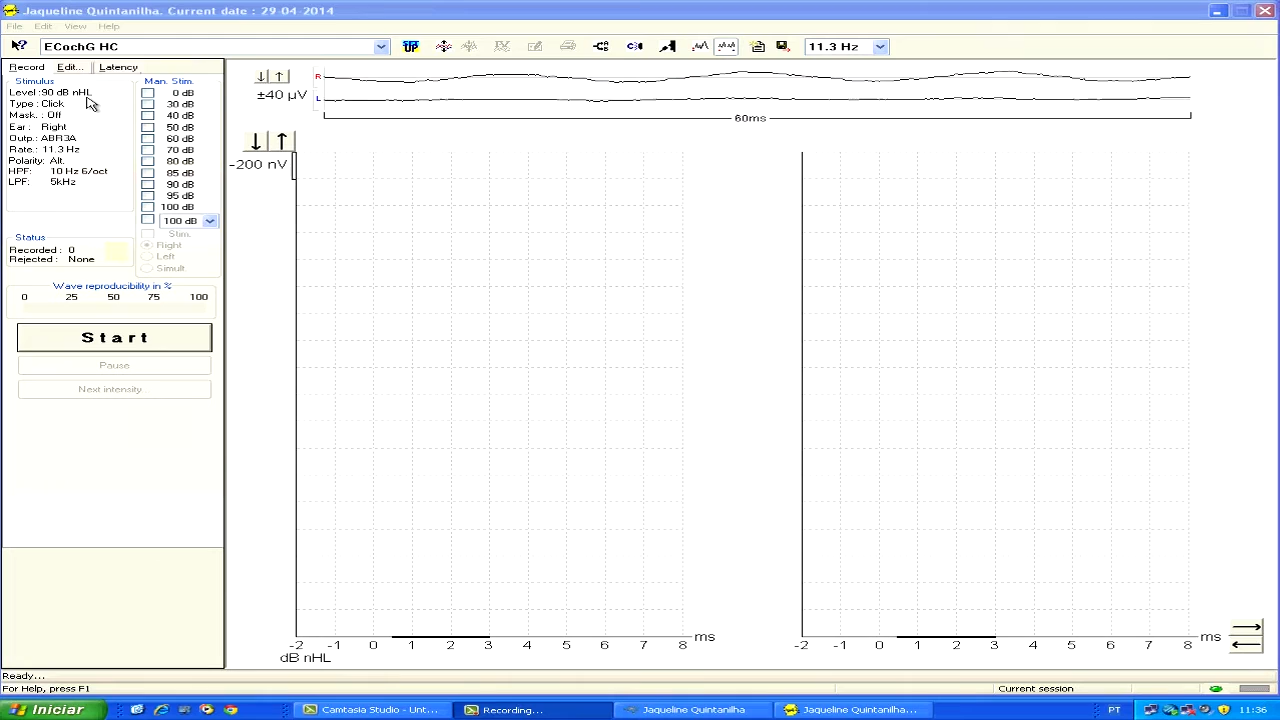 Jaqueline Quintanilha. Current date : 29-04-2014
File Edit View Help
ECochG HC
11.3 Hz
Record Edit... Latency
Stimulus
Level :90 dB nHL
Type : Click
Mask. : Off
Ear : Right
Outp.: ABR3A
Rate.: 11.3 Hz
Polarity: Alt.
HPF: 10 Hz 6/oct
LPF: 5kHz
Man. Stim.
0 dB
30 dB
40 dB
50 dB
60 dB
70 dB
80 dB
85 dB
90 dB
95 dB
100 dB
100 dB
Stim.
Right
Left
Simult
Status
Recorded : 0
Rejected : None
Wave reproducibility in %
0 25 50 75 100
Start
Pause
Next intensity
R
±40 µV
L
60ms
-200 nV
-2 -1 0 1 2 3 4 5 6 7 8 ms
dB nHL
-2 -1 0 1 2 3 4 5 6 7 8 ms
Ready...
For Help, press F1
Current session
Iniciar
Camtasia Studio - Unt...
Recording...
Jaqueline Quintanilha
Jaqueline Quintanilha...
PT
11:36